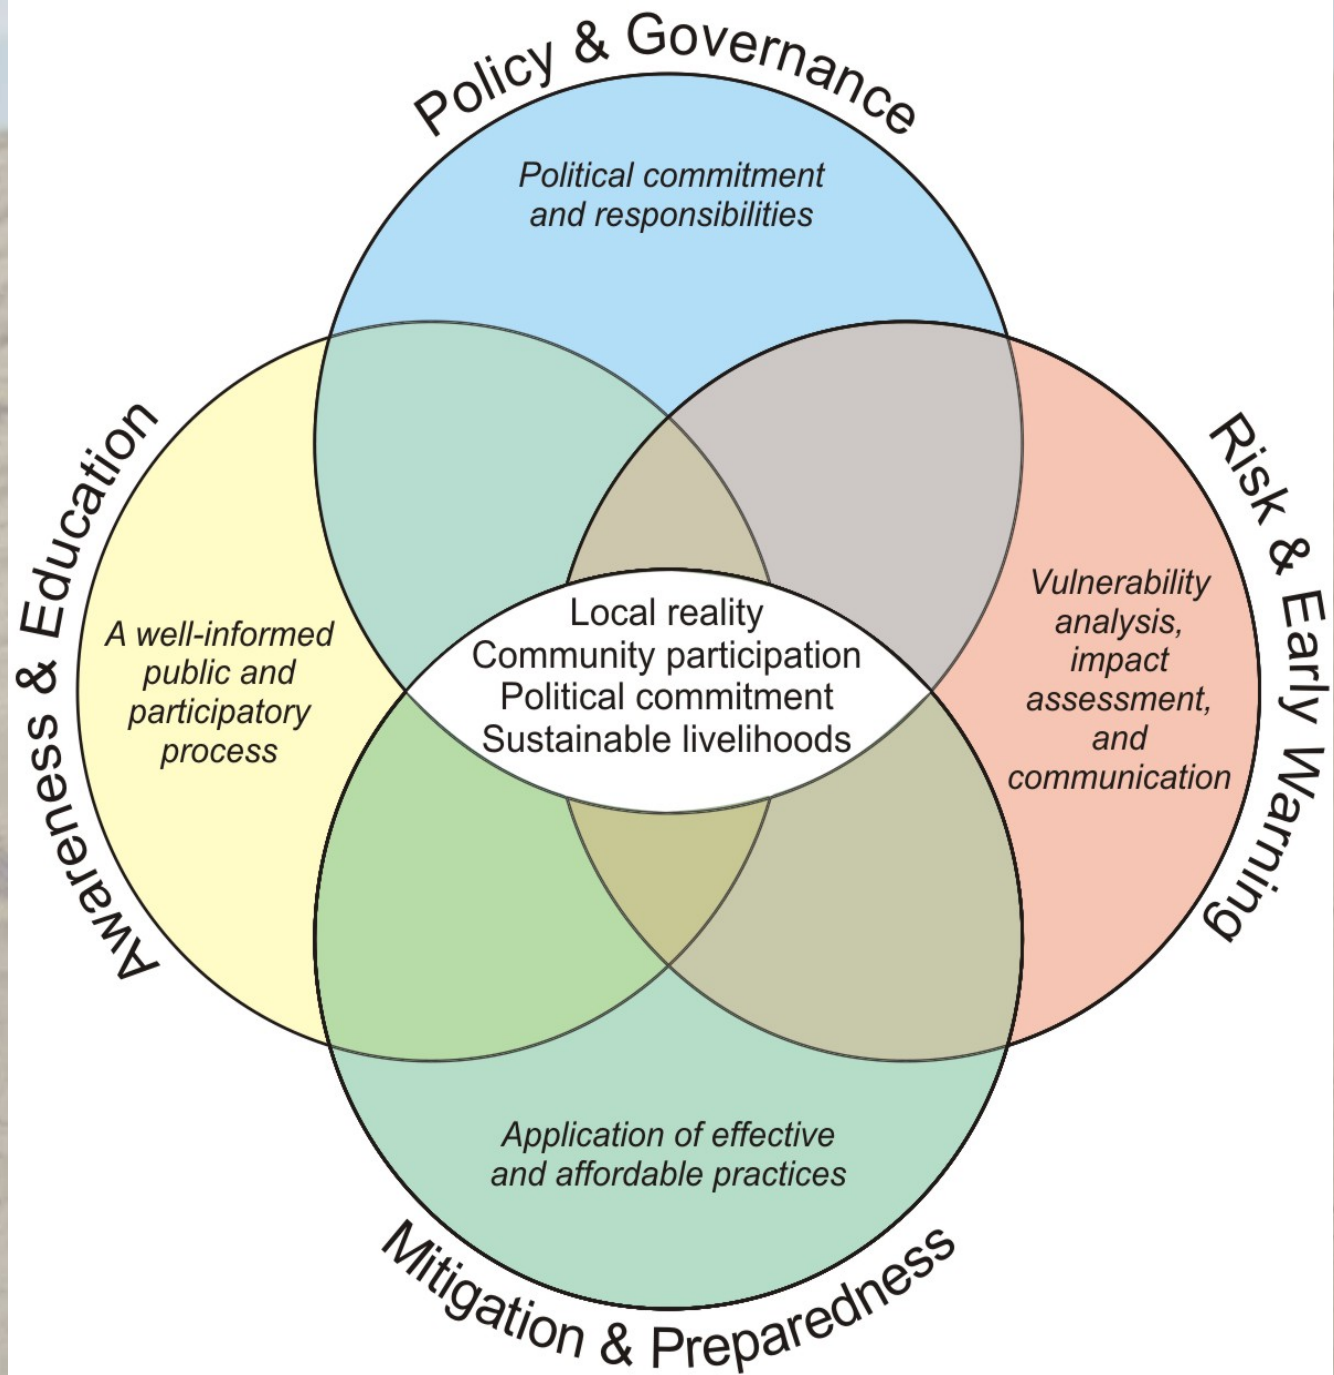 Policy & Governance
Political commitment
and responsibilities
Awareness & Education
A well-informed
public and
participatory
process
Local reality
Community participation
Political commitment
Sustainable livelihoods
Risk & Early Warning
Vulnerability
analysis,
impact
assessment,
and
communication
Application of effective
and affordable practices
Mitigation & Preparedness